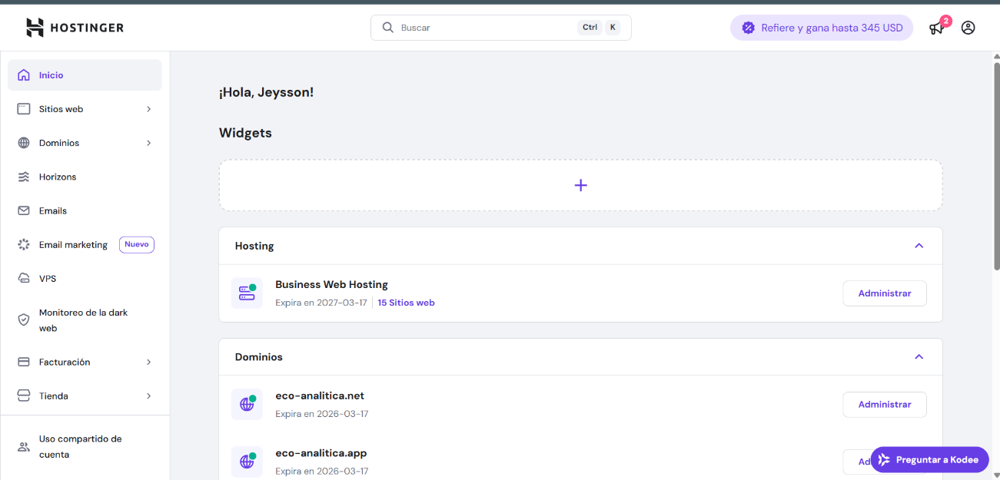 HOSTINGER
Buscar
Ctrl K
Refiere y gana hasta 345 USD
2
Inicio
Sitios web
Dominios
Horizons
Emails
Email marketing Nuevo
VPS
Monitoreo de la dark
web
Facturación
Tienda
Uso compartido de
cuenta
¡Hola, Jeysson!
Widgets
Hosting
Business Web Hosting
Expira en 2027-03-17 15 Sitios web
Administrar
Dominios
eco-analitica.net
Expira en 2026-03-17
Administrar
eco-analitica.app
Expira en 2026-03-17
Ad
Preguntar a Kodee